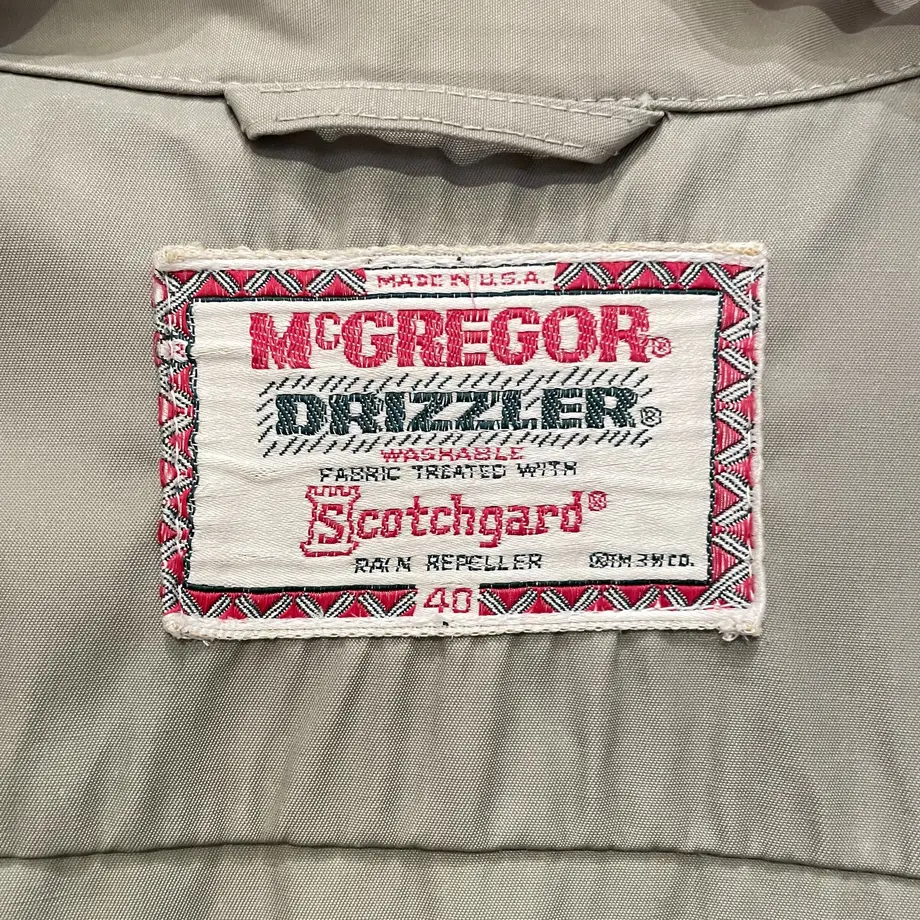 MADE IN U.S.A.
McGREGOR®
DRIZZLER®
WASHABLE
FABRIC TREATED WITH
Scotchgard®
RAIN REPELLER ®TM 3M CO.
40